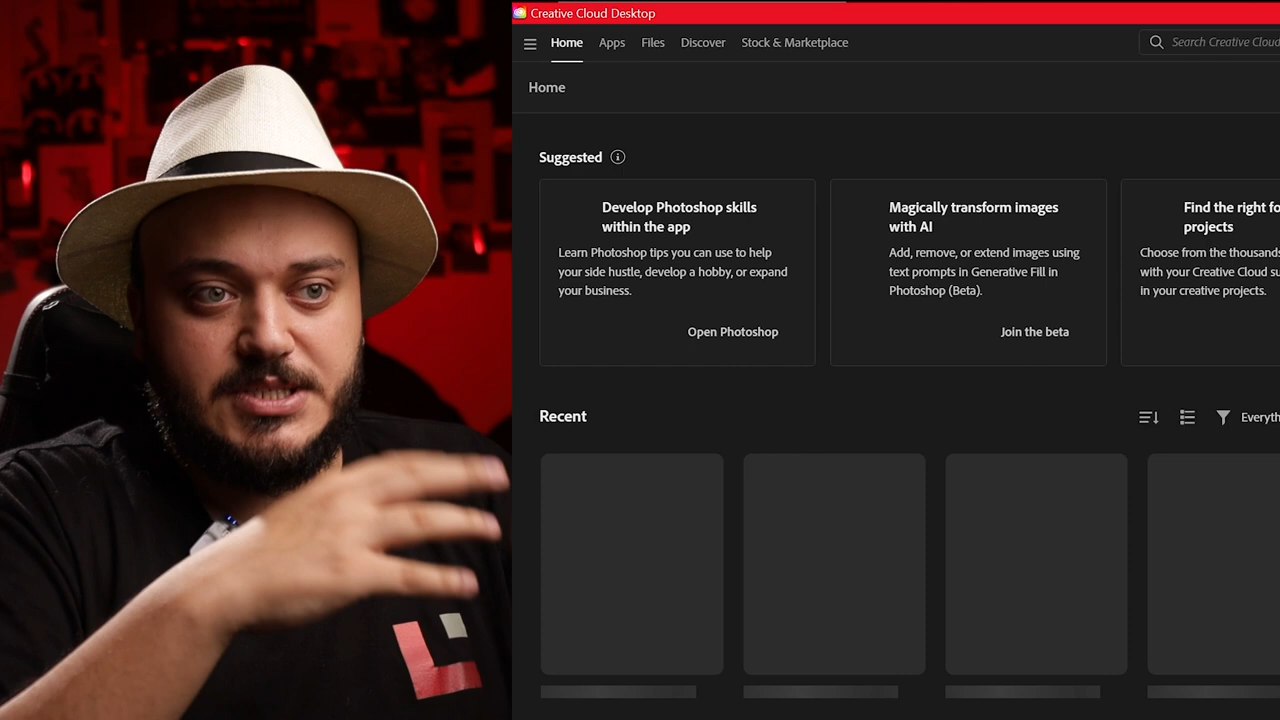 Creative Cloud Desktop
Home Apps Files Discover Stock & Marketplace
Search Creative Cloud
Home
Suggested
Develop Photoshop skills
within the app
Learn Photoshop tips you can use to help
your side hustle, develop a hobby, or expand
your business.
Open Photoshop
Magically transform images
with AI
Add, remove, or extend images using
text prompts in Generative Fill in
Photoshop (Beta).
Join the beta
Find the right
projects
Choose from the thousands
with your Creative Cloud
in your creative projects.
Recent